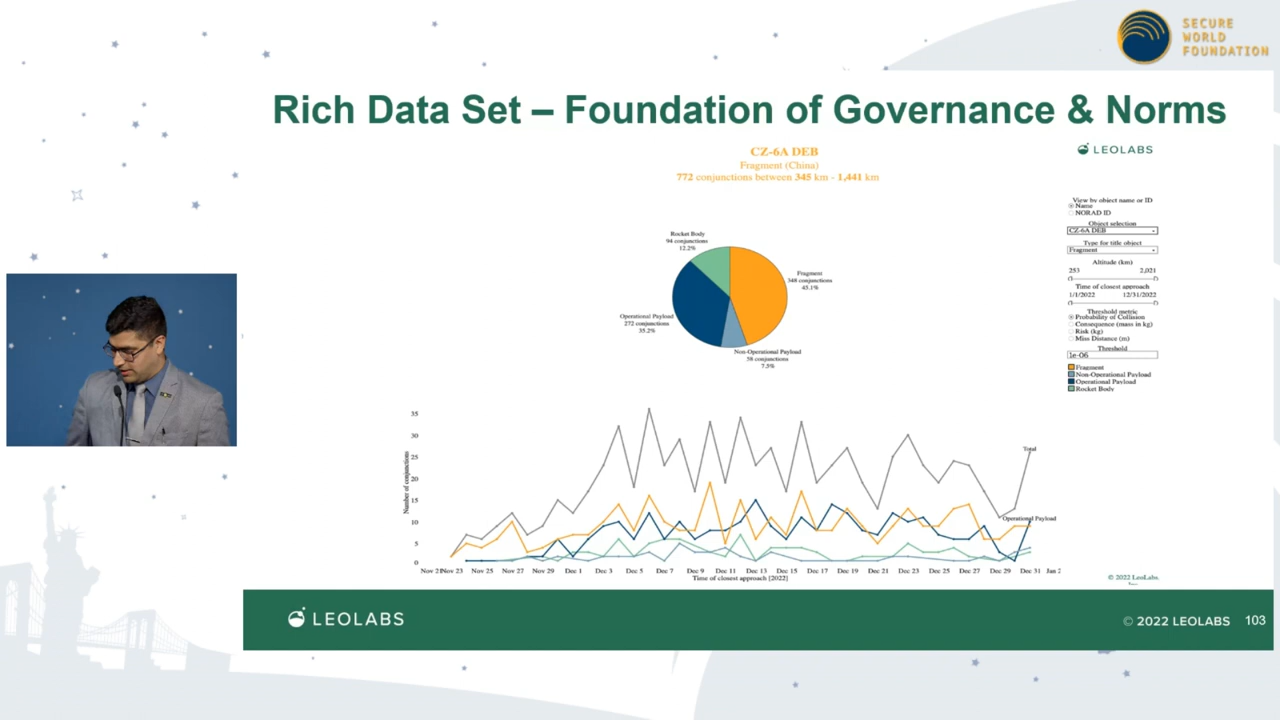 SECURE
WORLD
FOUNDATION
Rich Data Set – Foundation of Governance & Norms
CZ-6A DEB
Fragment (China)
772 conjunctions between 345 km - 1,441 km
LEOLABS
View by object name or ID
Name
NORAD ID
Object selection
CZ-6A DEB
Type for title object
Fragment
Altitude (km)
253 2,021
Time of closest approach
1/1/2022 12/31/2022
Threshold metric
Probability of Collision
Consequence (mass in kg)
Risk (kg)
Miss Distance (m)
Threshold
1e-06
Fragment
Non-Operational Payload
Operational Payload
Rocket Body
Rocket Body
94 conjunctions
12.2%
Fragment
348 conjunctions
45.1%
Operational Payload
272 conjunctions
35.2%
Non-Operational Payload
58 conjunctions
7.5%
35
30
25
20
15
10
5
0
Number of conjunctions
Total
Operational Payload
Nov 21 Nov 23 Nov 25 Nov 27 Nov 29 Dec 1 Dec 3 Dec 5 Dec 7 Dec 9 Dec 11 Dec 13 Dec 15 Dec 17 Dec 19 Dec 21 Dec 23 Dec 25 Dec 27 Dec 29 Dec 31 Jan 2
Time of closest approach [2022]
© 2022 LeoLabs,
LEOLABS
© 2022 LEOLABS 103